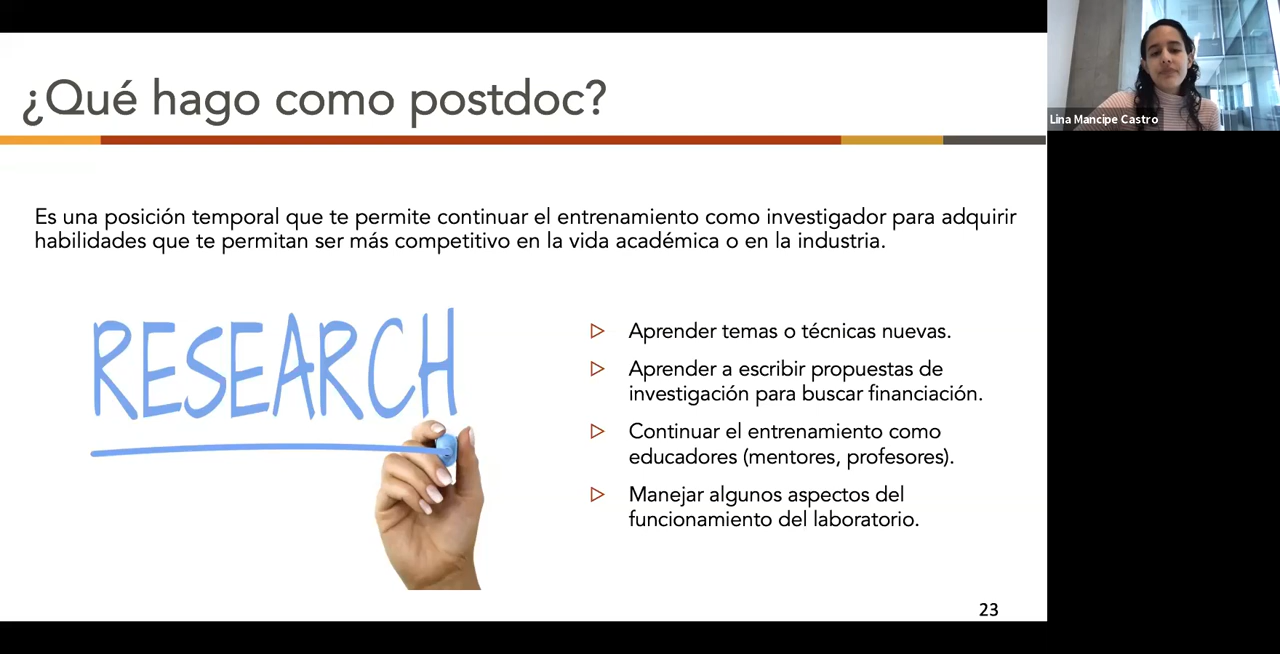 ¿Qué hago como postdoc?
Lina Mancipe Castro
Es una posición temporal que te permite continuar el entrenamiento como investigador para adquirir
habilidades que te permitan ser más competitivo en la vida académica o en la industria.
RESEARCH
Aprender temas o técnicas nuevas.
Aprender a escribir propuestas de
investigación para buscar financiación.
Continuar el entrenamiento como
educadores (mentores, profesores).
Manejar algunos aspectos del
funcionamiento del laboratorio.
23